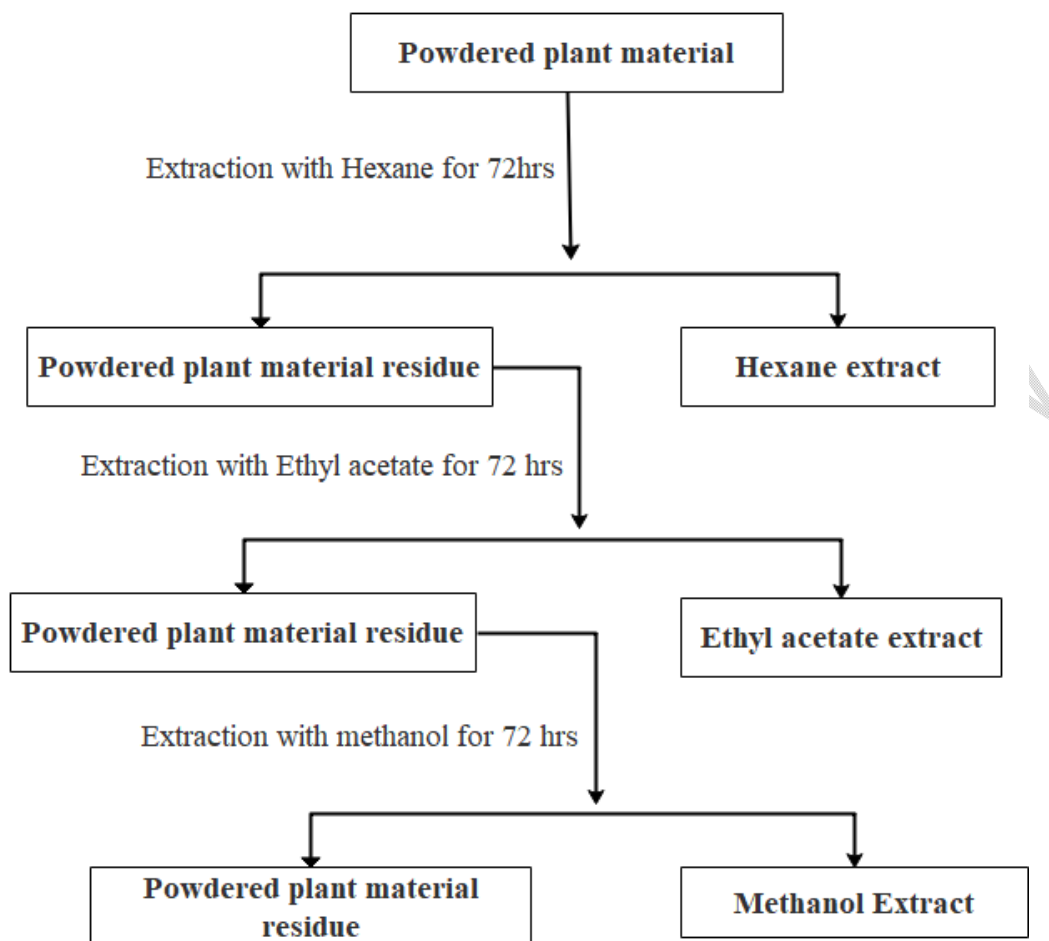 Powdered plant material
Extraction with Hexane for 72hrs
Powdered plant material residue
Hexane extract
Extraction with Ethyl acetate for 72 hrs
Powdered plant material residue
Ethyl acetate extract
Extraction with methanol for 72 hrs
Powdered plant material
residue
Methanol Extract